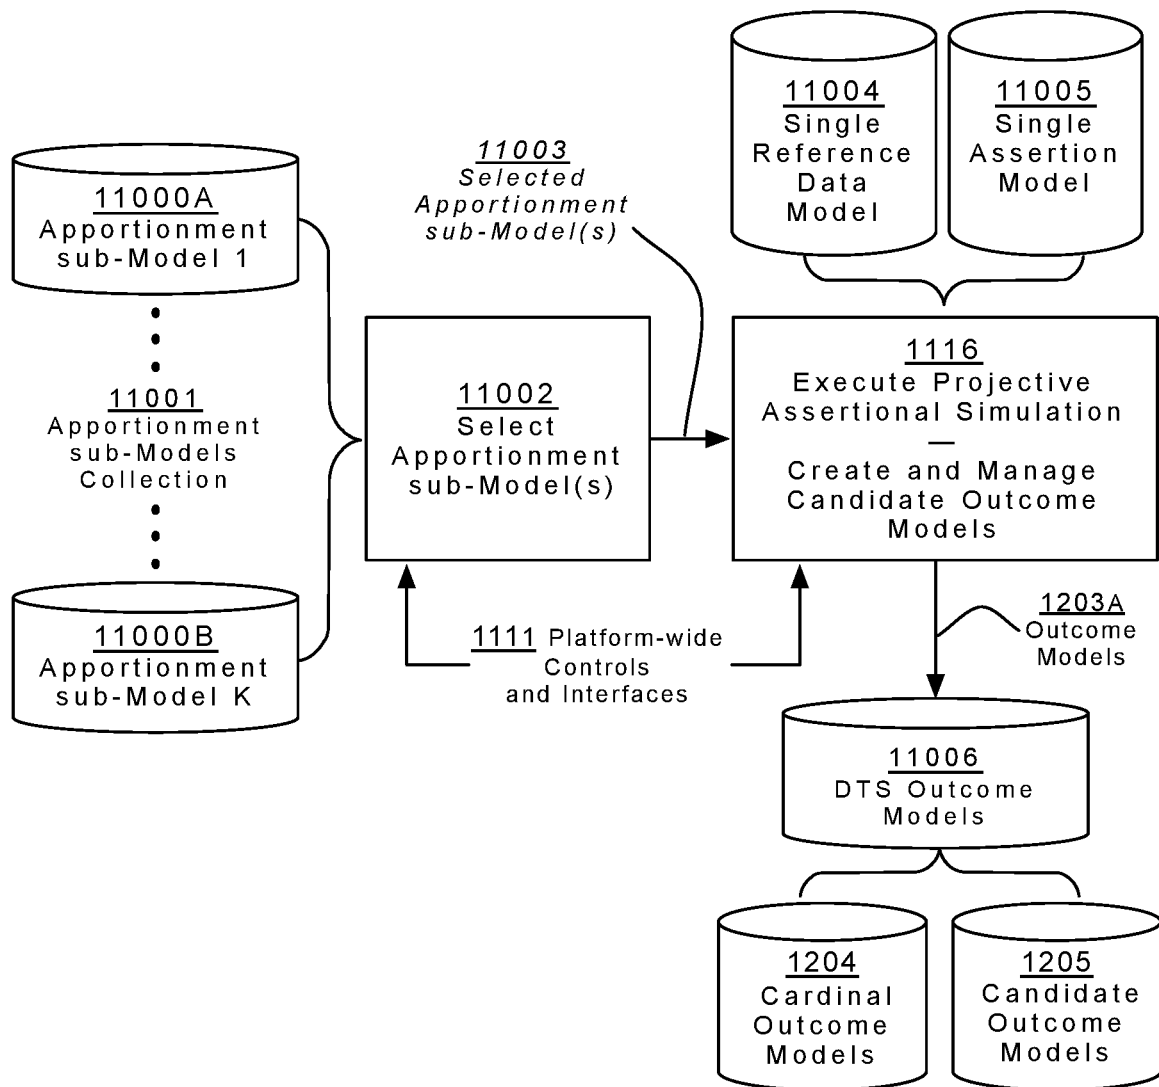 11004
Single
Reference
Data
Model
11005
Single
Assertion
Model
11003
Selected
Apportionment
sub-Model(s)
11000A
Apportionment
sub-Model 1
11001
Apportionment
sub-Models
Collection
11000B
Apportionment
sub-Model K
11002
Select
Apportionment
sub-Model(s)
1116
Execute Projective
Assertional Simulation
—
Create and Manage
Candidate Outcome
Models
1111 Platform-wide
Controls
and Interfaces
1203A
Outcome
Models
11006
DTS Outcome
Models
1204
Cardinal
Outcome
Models
1205
Candidate
Outcome
Models